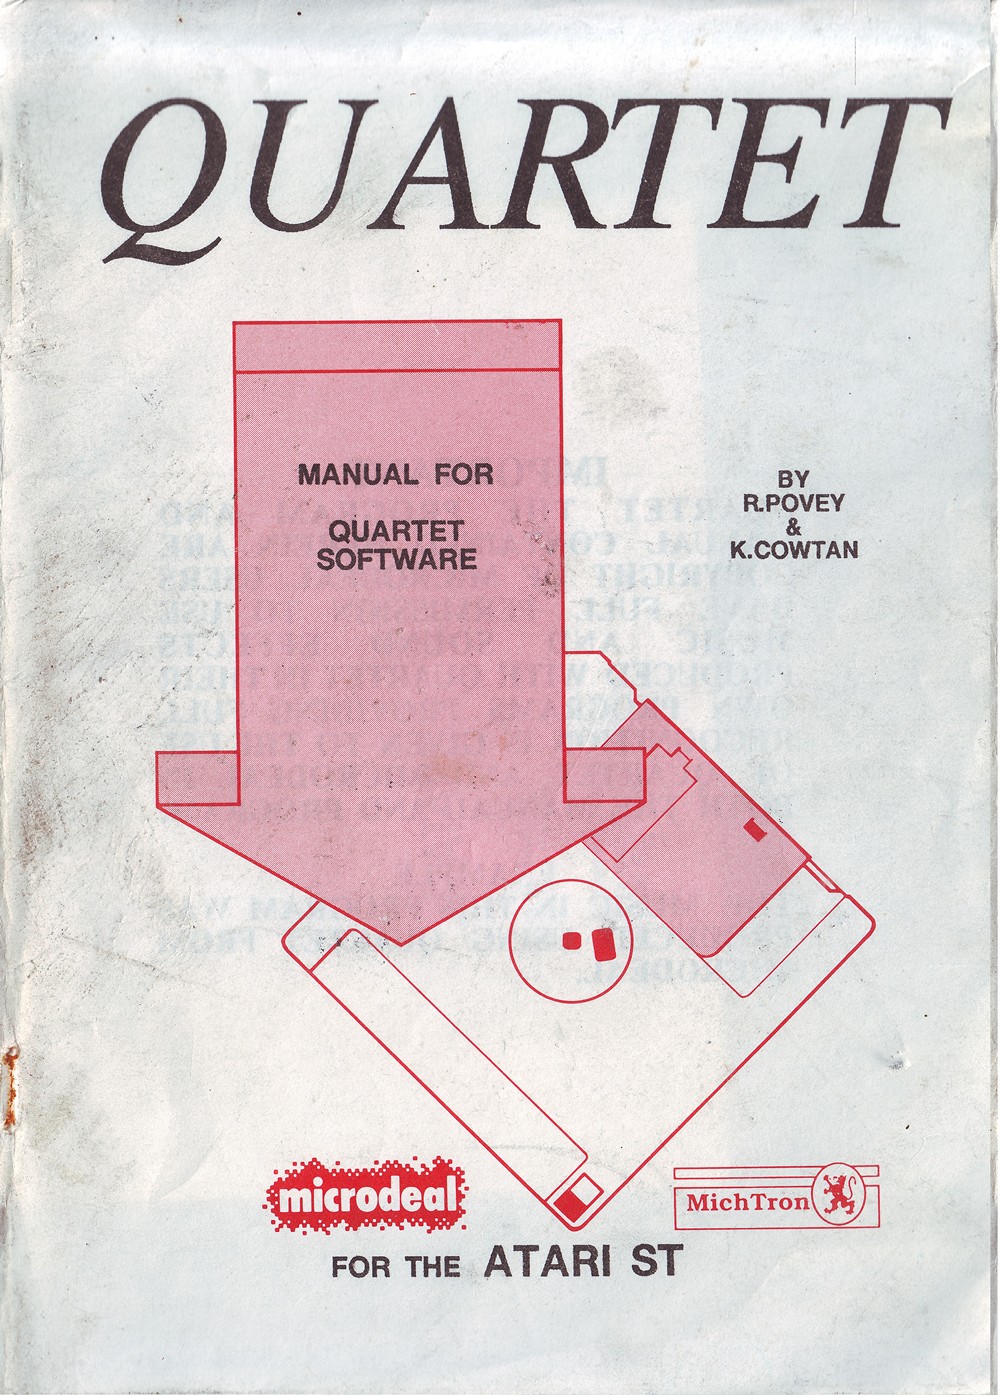 QUARTET
MANUAL FOR
QUARTET
SOFTWARE
BY
R.POVEY
&
K.COWTAN
microdeal
MichTron
FOR THE ATARI ST